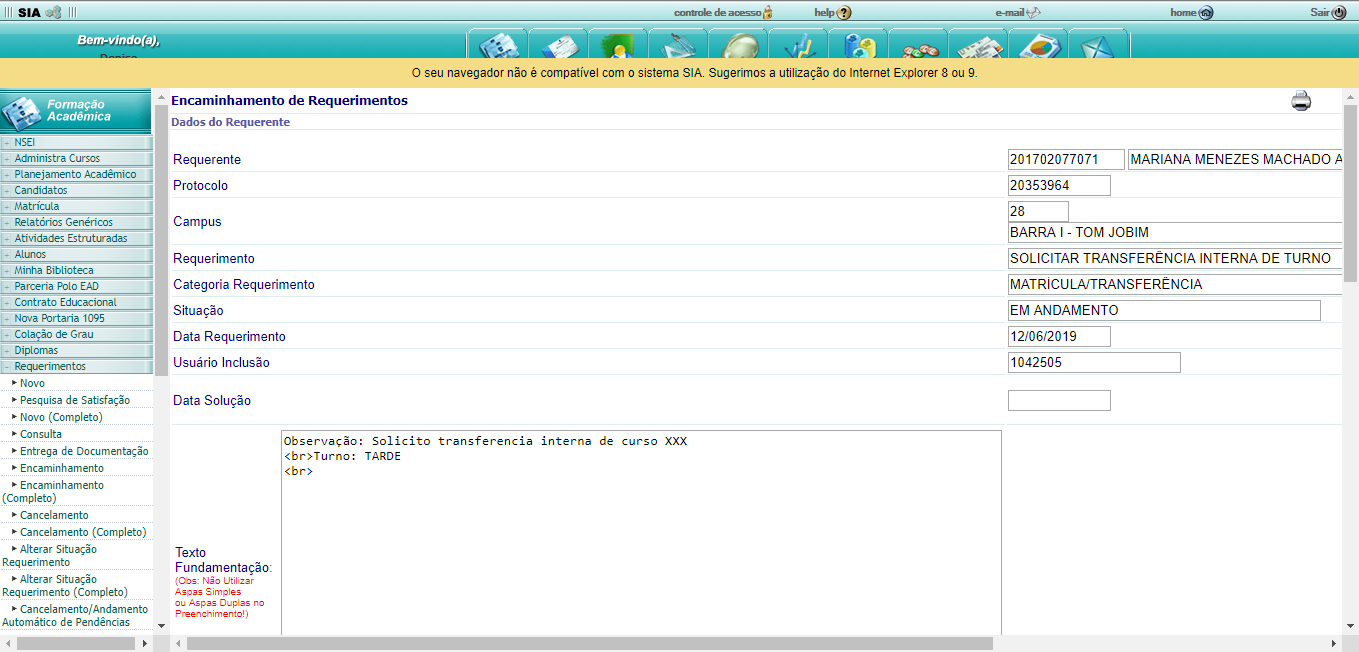 SIA
controle de acesso
help
e-mail
home
Sair
Bem-vindo(a),
O seu navegador não é compatível com o sistema SIA. Sugerimos a utilização do Internet Explorer 8 ou 9.
Formação
Acadêmica
NSEI
Administra Cursos
Planejamento Acadêmico
Candidatos
Matrícula
Relatórios Genéricos
Atividades Estruturadas
Alunos
Minha Biblioteca
Parceria Polo EAD
Contrato Educacional
Nova Portaria 1095
Colação de Grau
Diplomas
Requerimentos
Novo
Pesquisa de Satisfação
Novo (Completo)
Consulta
Entrega de Documentação
Encaminhamento
Encaminhamento
(Completo)
Cancelamento
Cancelamento (Completo)
Alterar Situação
Requerimento
Alterar Situação
Requerimento (Completo)
Cancelamento/Andamento
Automático de Pendências
Encaminhamento de Requerimentos
Dados do Requerente
Requerente 201702077071 MARIANA MENEZES MACHADO A
Protocolo 20353964
Campus 28
BARRA I - TOM JOBIM
Requerimento SOLICITAR TRANSFERÊNCIA INTERNA DE TURNO
Categoria Requerimento MATRÍCULA/TRANSFERÊNCIA
Situação EM ANDAMENTO
Data Requerimento 12/06/2019
Usuário Inclusão 1042505
Data Solução
Observação: Solicito transferencia interna de curso XXX
<br>Turno: TARDE
<br>
Texto
Fundamentação:
(Obs: Não Utilizar
Aspas Simples
ou Aspas Duplas no
Preenchimento!)